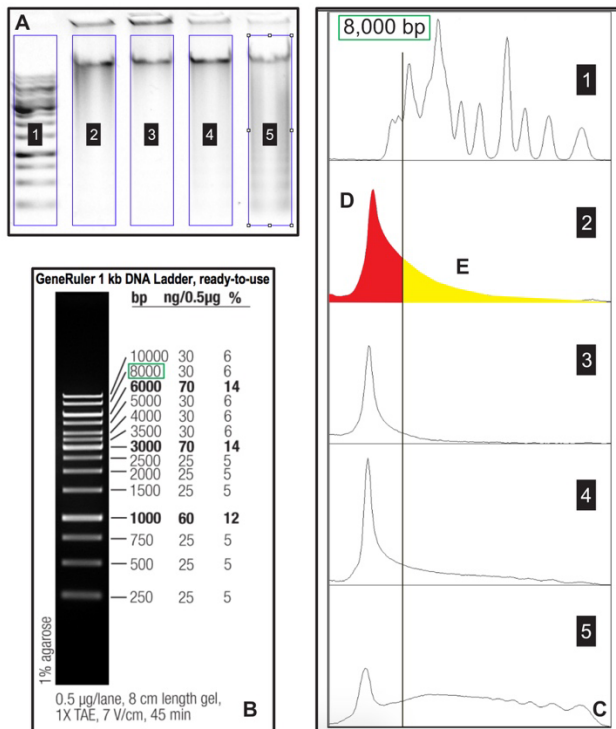 A
1
2
3
4
5
GeneRuler 1 kb DNA Ladder, ready-to-use
bp ng/0.5µg %
10000 30 6
8000 30 6
6000 70 14
5000 30 6
4000 30 6
3500 30 6
3000 70 14
2500 25 5
2000 25 5
1500 25 5
1000 60 12
750 25 5
500 25 5
250 25 5
1% agarose
0.5 µg/lane, 8 cm length gel,
1X TAE, 7 V/cm, 45 min
B
8,000 bp
1
D
2
E
3
4
5
C